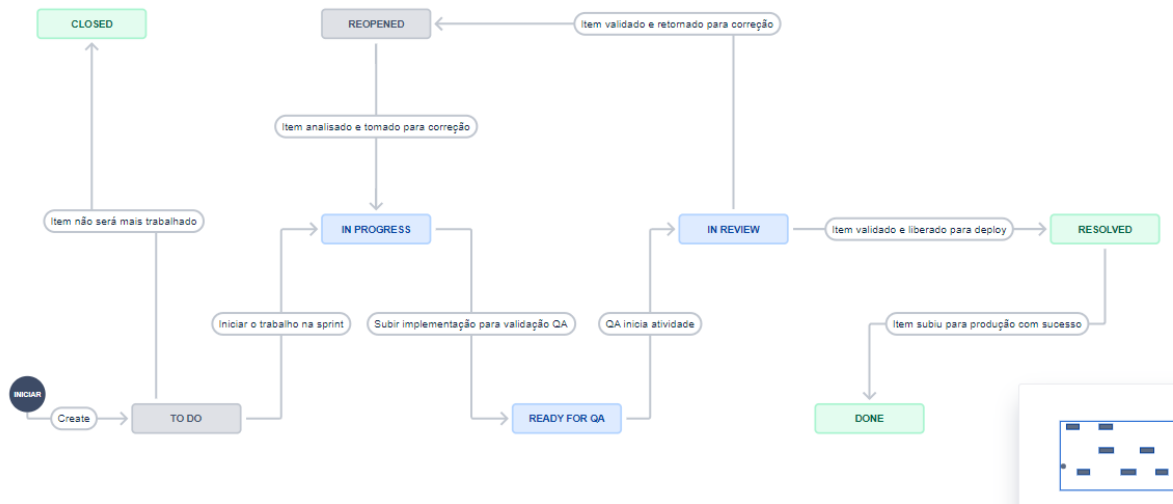 CLOSED
REOPENED
Item validado e retornado para correção
Item analisado e tomado para correção
Item não será mais trabalhado
IN PROGRESS
IN REVIEW
Item validado e liberado para deploy
RESOLVED
Iniciar o trabalho na sprint
Subir implementação para validação QA
QA inicia atividade
Item subiu para produção com sucesso
INICIAR
Create
TO DO
READY FOR QA
DONE